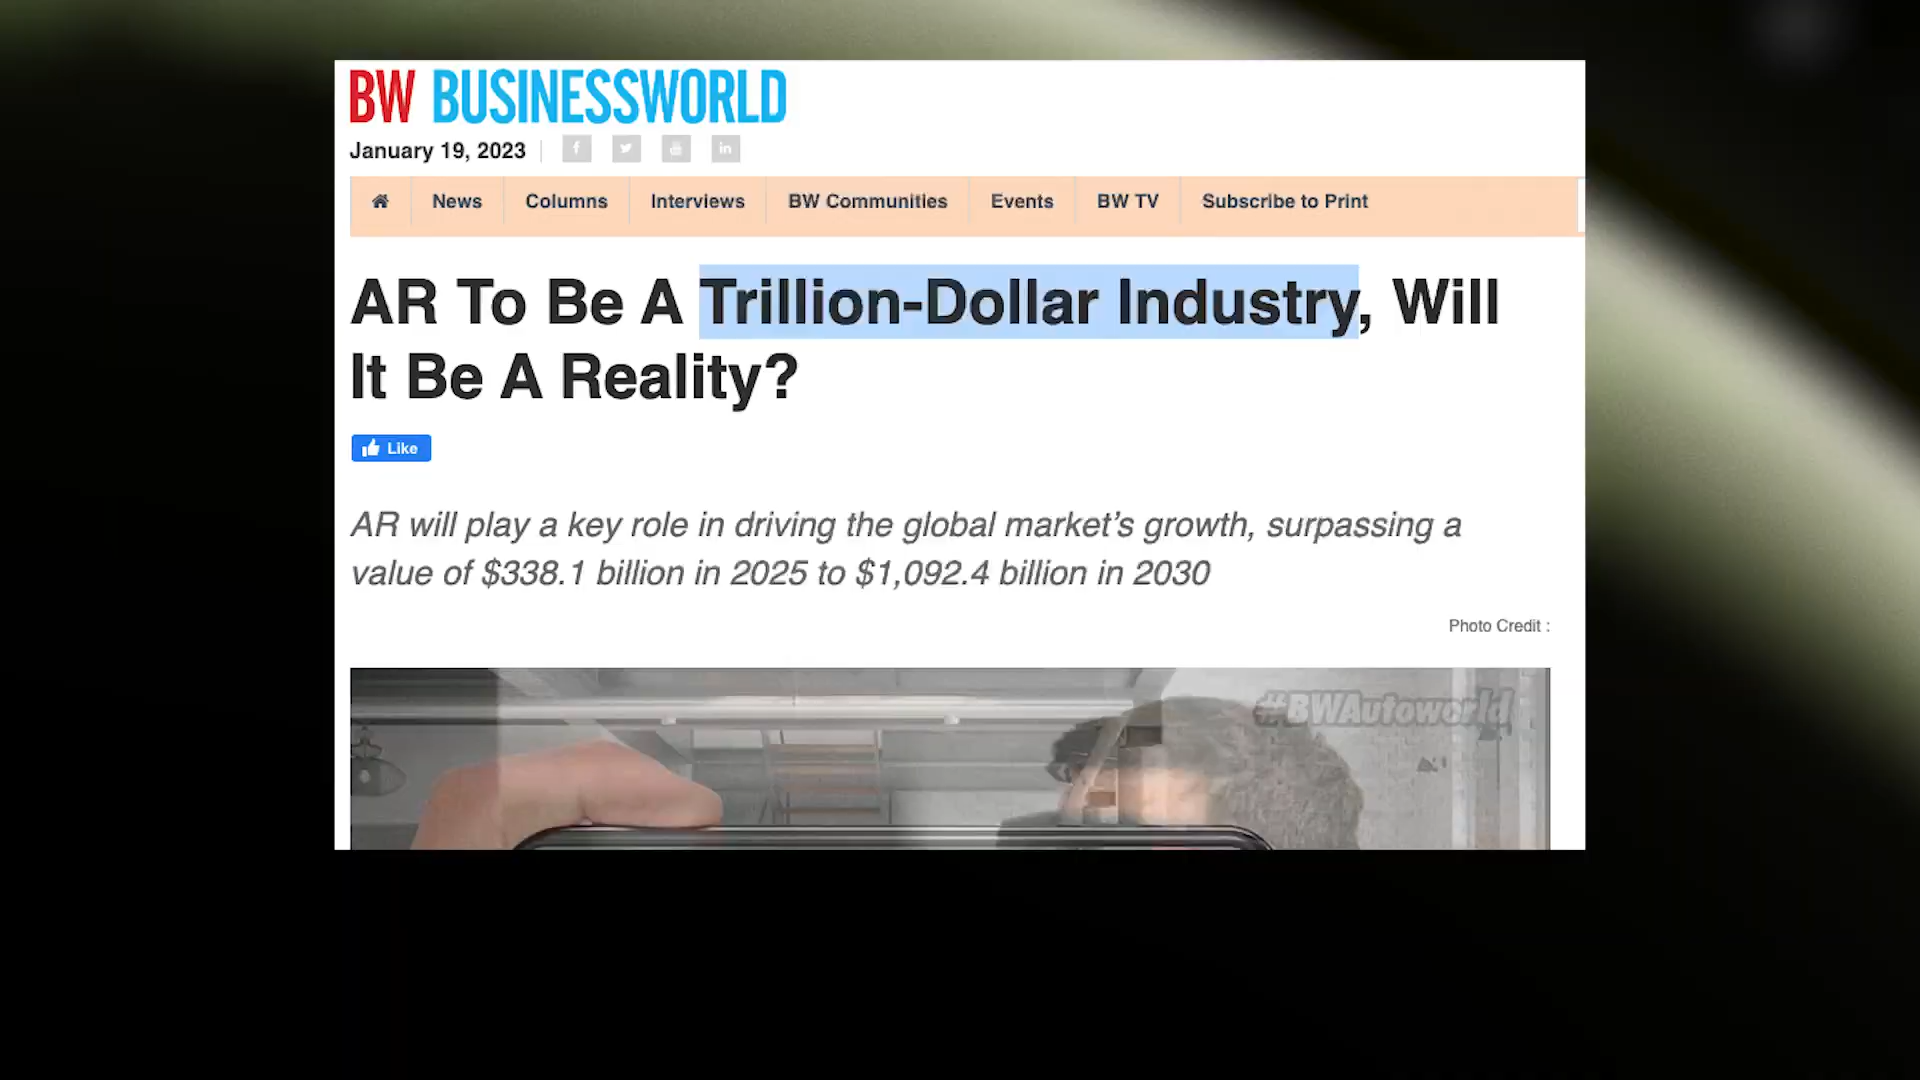 BW BUSINESSWORLD
January 19, 2023
News Columns Interviews BW Communities Events BW TV Subscribe to Print
AR To Be A Trillion-Dollar Industry, Will
It Be A Reality?
Like
AR will play a key role in driving the global market’s growth, surpassing a
value of $338.1 billion in 2025 to $1,092.4 billion in 2030
Photo Credit :
#BWAutoworld